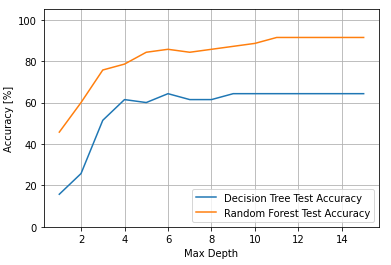 100
80
60
40
20
0
Accuracy [%]
Decision Tree Test Accuracy
Random Forest Test Accuracy
2 4 6 8 10 12 14
Max Depth